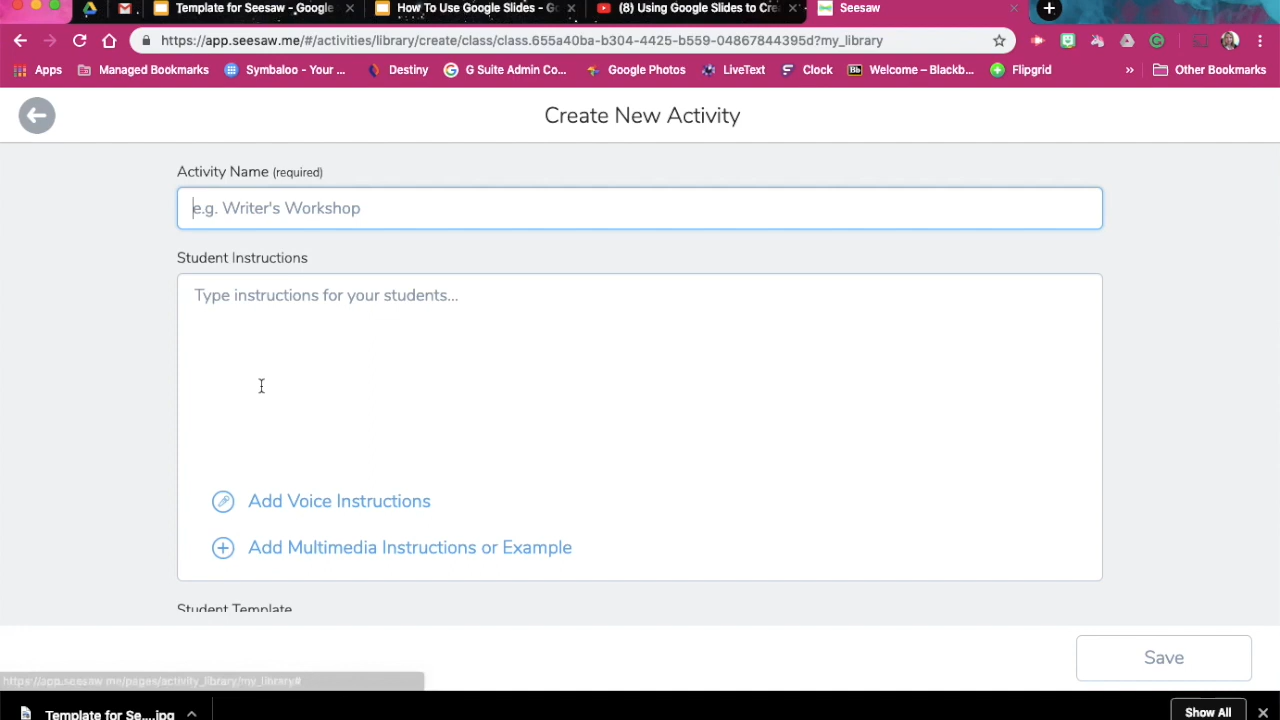 Template for Seesaw - Google
How To Use Google Slides - Go
(8) Using Google Slides to Cre
Seesaw
https://app.seesaw.me/#/activities/library/create/class/class.655a40ba-b304-4425-b559-04867844395d?my_library
Apps
Managed Bookmarks
Symbaloo - Your ...
Destiny
G Suite Admin Co...
Google Photos
LiveText
Clock
Bb Welcome – Blackb...
Flipgrid
»
Other Bookmarks
Create New Activity
Activity Name (required)
e.g. Writer's Workshop
Student Instructions
Type instructions for your students...
Add Voice Instructions
Add Multimedia Instructions or Example
Student Template
Save
https://app.seesaw.me/pages/activity_library/my_library#
Template for Se....jpg
Show All